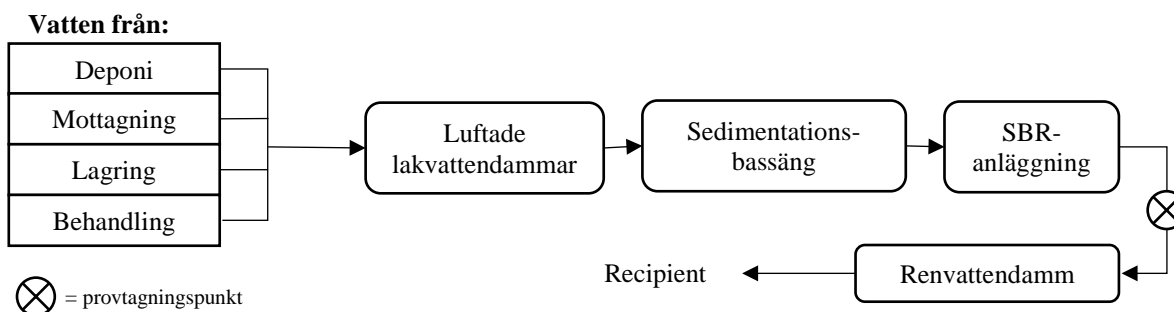 Vatten från:
Deponi
Mottagning
Lagring
Behandling
Luftade
lakvattendammar
Sedimentations-
bassäng
SBR-
anläggning
Recipient
Renvattendamm
= provtagningspunkt